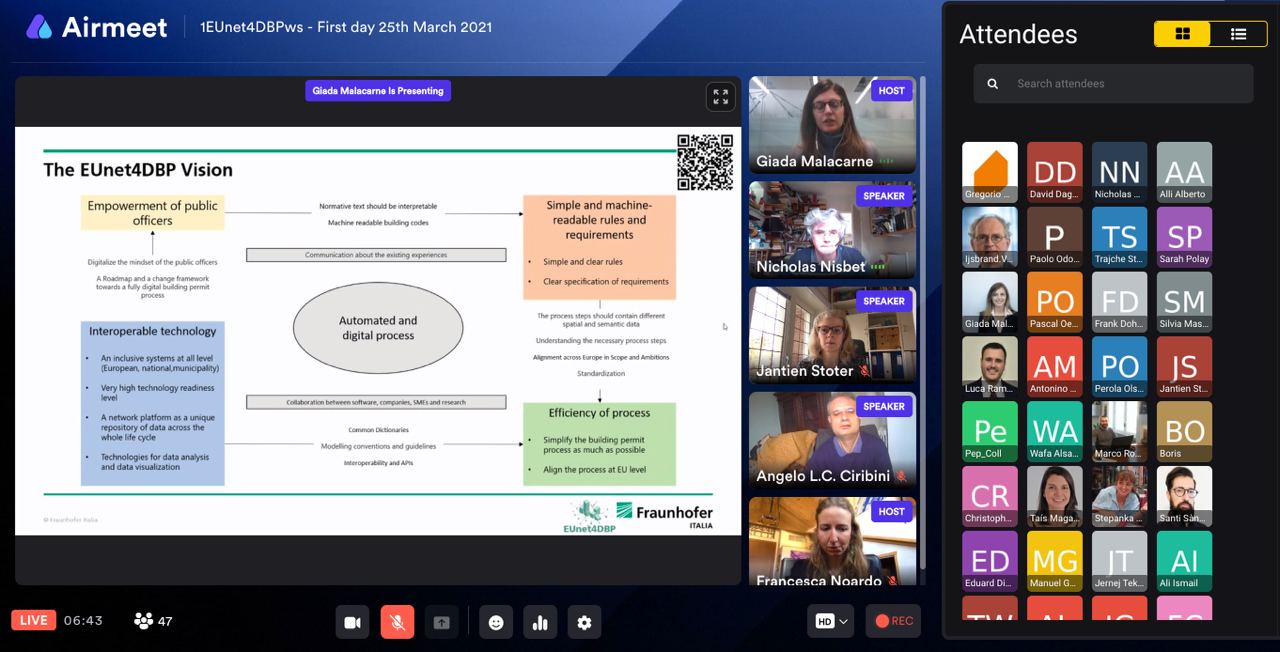 Airmeet
1EUnet4DBPws - First day 25th March 2021
Giada Malacarne Is Presenting
The EUnet4DBP Vision
Empowerment of public
officers
Normative text should be interpretable
Machine readable building codes
Simple and machine-
readable rules and
requirements
• Simple and clear rules
• Clear specification of requirements
Communication about the existing experiences
Digitalize the mindset of the public officers
A Roadmap and a change framework
towards a fully digital building permit
process
Automated and
digital process
The process steps should contain different
spatial and semantic data
Understanding the necessary process steps
Alignment across Europe in Scope and Ambitions
Standardization
Interoperable technology
• An inclusive systems at all level
(European, national,municipality)
• Very high technology readiness
level
• A network platform as a unique
repository of data across the
whole life cycle
• Technologies for data analysis
and data visualization
Collaboration between software, companies, SMEs and research
Common Dictionaries
Modelling conventions and guidelines
Interoperability and APIs
Efficiency of process
• Simplify the building permit
process as much as possible
• Align the process at EU level
© Fraunhofer Italia
EUnet4DBP
Fraunhofer
ITALIA
HOST
Giada Malacarne
SPEAKER
Nicholas Nisbet
SPEAKER
Jantien Stoter
SPEAKER
Angelo L.C. Ciribini
HOST
Francesca Noardo
LIVE
06:43
47
HD
REC
Attendees
Search attendees
Gregorio ...
DD
David Dag...
NN
Nicholas ...
AA
Alli Alberto
Ijsbrand.V...
P
Paolo Odo...
TS
Trajche St...
SP
Sarah Polay
Giada Mal...
PO
Pascal Oe...
FD
Frank Doh...
SM
Silvia Mas...
Luca Ram...
AM
Antonino ...
PO
Perola Ols...
JS
Jantien St...
Pe
Pep_Coll
WA
Wafa Alsa...
Marco Ro...
BO
Boris
CR
Christoph...
Taís Maga...
Stepanka ...
Santi Sàn...
ED
Eduard Di...
MG
Manuel G...
JT
Jernej Tek...
AI
Ali Ismail